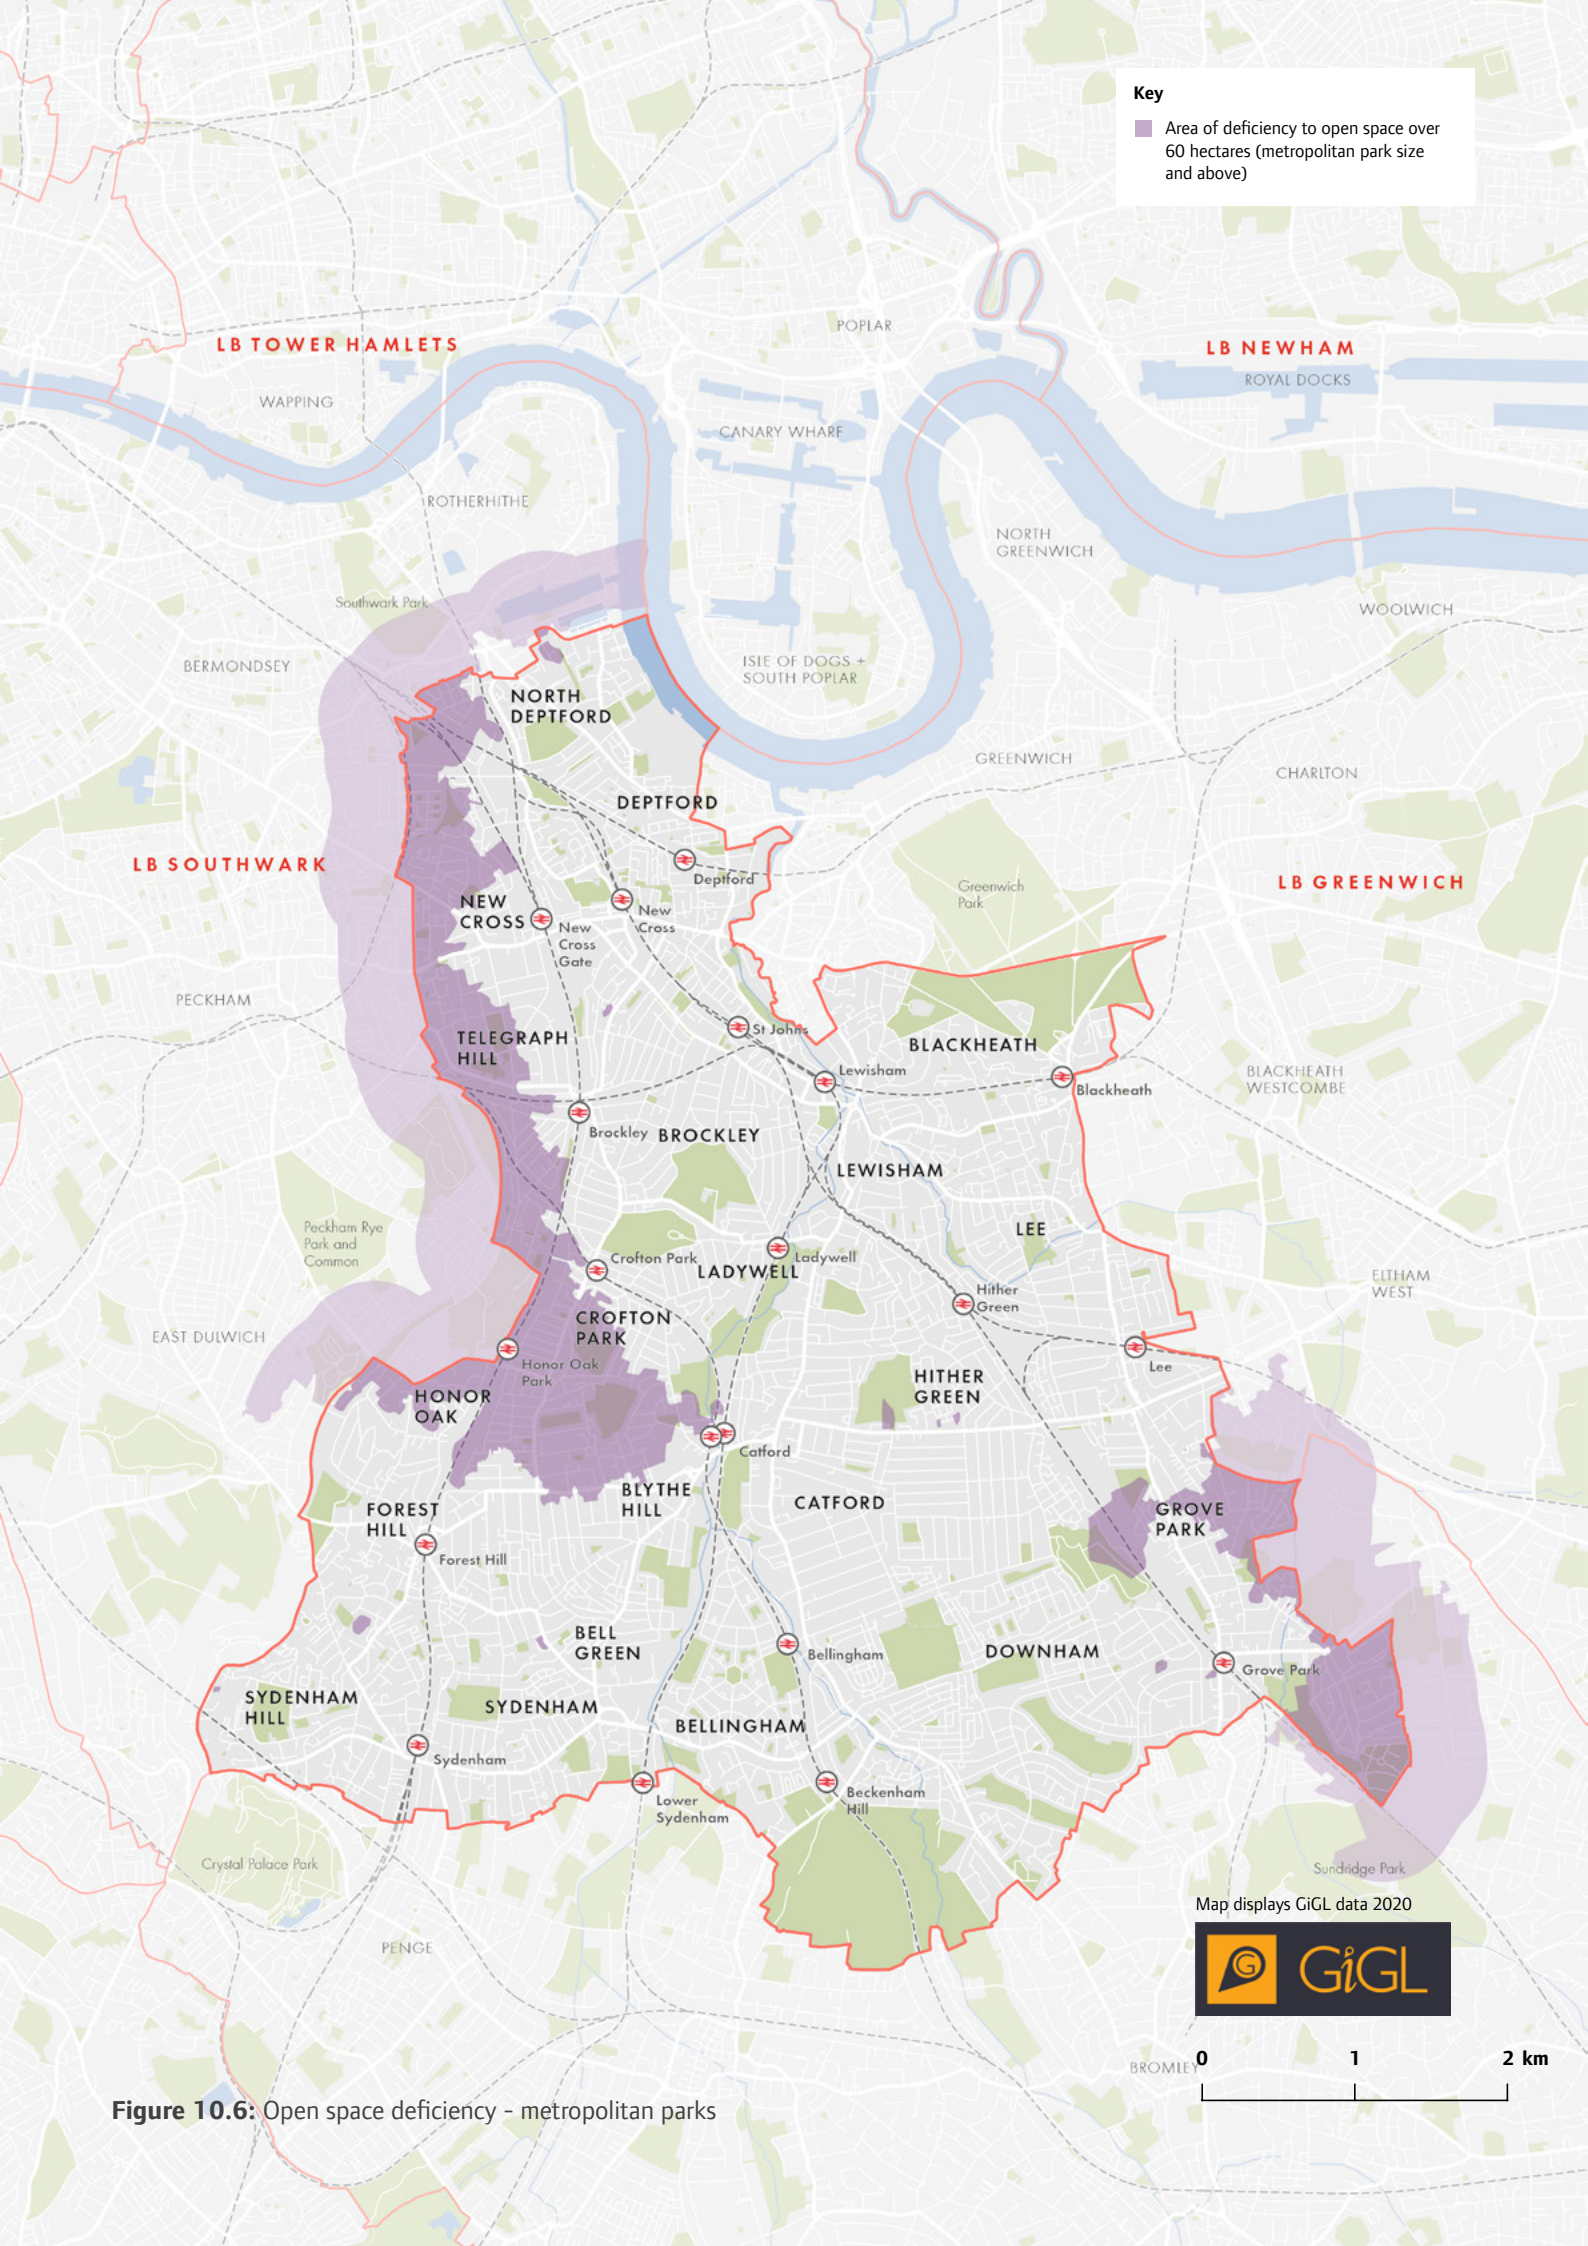 Key
Area of deficiency to open space over
60 hectares (metropolitan park size
and above)
POPLAR
LB TOWER HAMLETS
LB NEWHAM
ROYAL DOCKS
WAPPING
CANARY WHARF
ROTHERHITHE
NORTH
GREENWICH
Southwark Park
WOOLWICH
BERMONDSEY
ISLE OF DOGS +
SOUTH POPLAR
NORTH
DEPTFORD
GREENWICH
CHARLTON
DEPTFORD
LB SOUTHWARK
Deptford
Greenwich
Park
LB GREENWICH
NEW
CROSS
New
Cross
Gate
New
Cross
PECKHAM
TELEGRAPH
HILL
St Johns
BLACKHEATH
Lewisham
Blackheath
BLACKHEATH
WESTCOMBE
Brockley
BROCKLEY
LEWISHAM
Peckham Rye
Park and
Common
LEE
Crofton Park
Ladywell
LADYWELL
Hither
Green
ELTHAM
WEST
EAST DULWICH
CROFTON
PARK
Honor Oak
Park
Lee
HONOR
OAK
HITHER
GREEN
Catford
BLYTHE
HILL
CATFORD
FOREST
HILL
GROVE
PARK
Forest Hill
BELL
GREEN
Bellingham
DOWNHAM
Grove Park
SYDENHAM
HILL
SYDENHAM
BELLINGHAM
Sydenham
Lower
Sydenham
Beckenham
Hill
Crystal Palace Park
Sundridge Park
Map displays GiGL data 2020
G GiGL
PENGE
BROMLEY
0 1 2 km
Figure 10.6: Open space deficiency - metropolitan parks